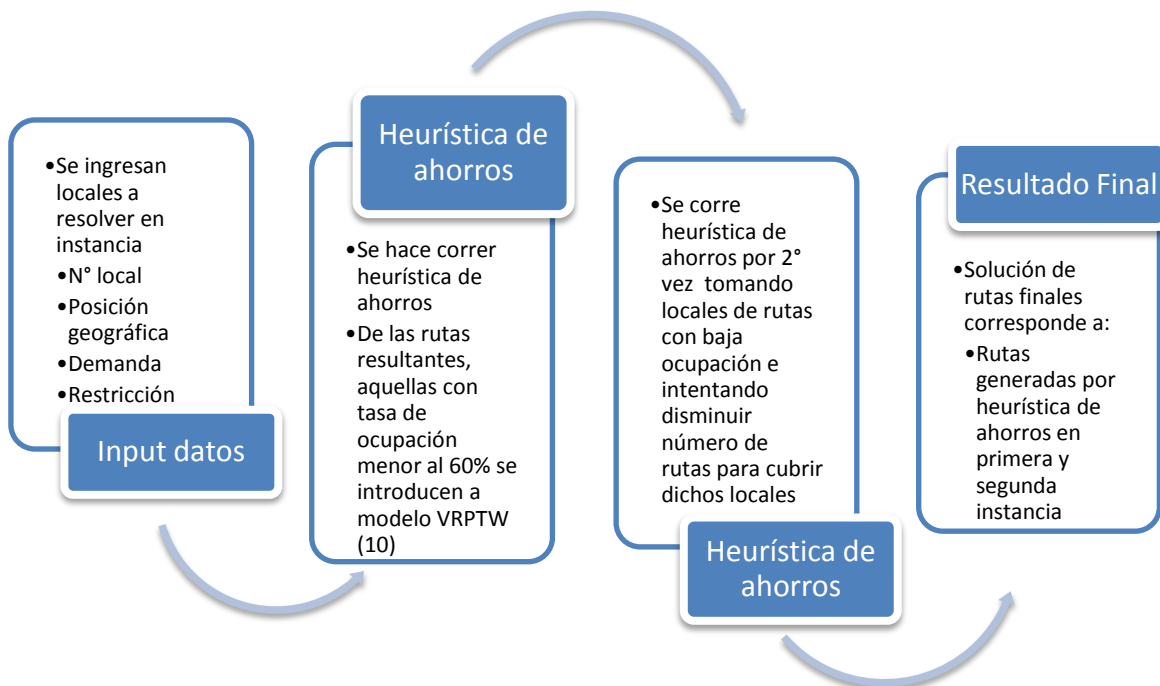 •Se ingresan
locales a
resolver en
instancia
•N° local
•Posición
geográfica
•Demanda
•Restricción
Input datos
Heurística de
ahorros
•Se hace correr
heurística de
ahorros
•De las rutas
resultantes,
aquellas con
tasa de
ocupación
menor al 60% se
introducen a
modelo VRPTW
(10)
•Se corre
heurística de
ahorros por 2°
vez tomando
locales de rutas
con baja
ocupación e
intentando
disminuir
número de
rutas para cubrir
dichos locales
Heurística de
ahorros
Resultado Final
•Solución de
rutas finales
corresponde a:
•Rutas
generadas por
heurística de
ahorros en
primera y
segunda
instancia